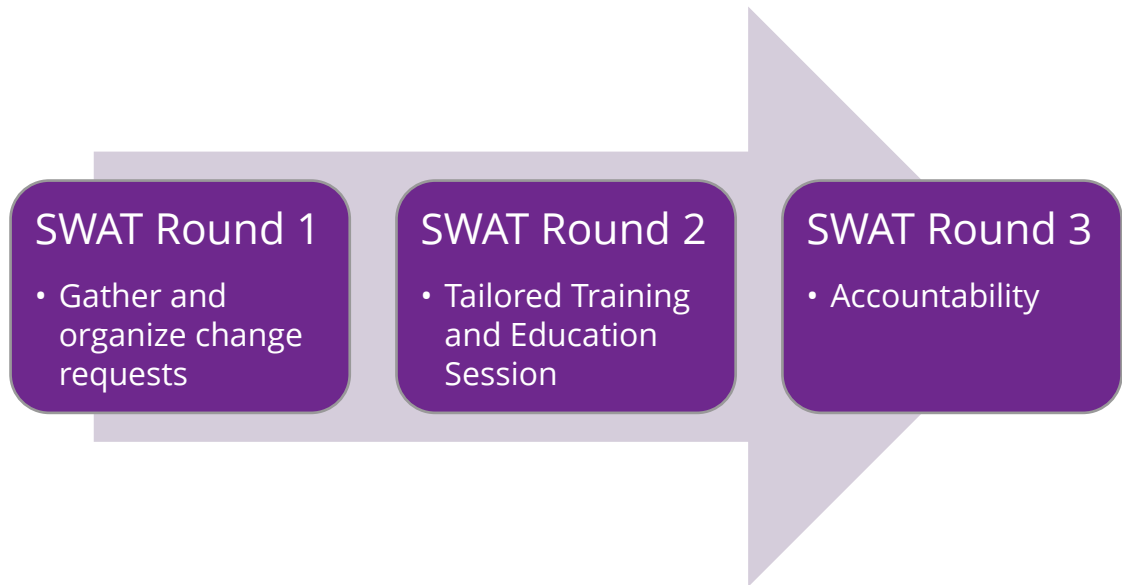 SWAT Round 1
• Gather and
organize change
requests
SWAT Round 2
• Tailored Training
and Education
Session
SWAT Round 3
• Accountability